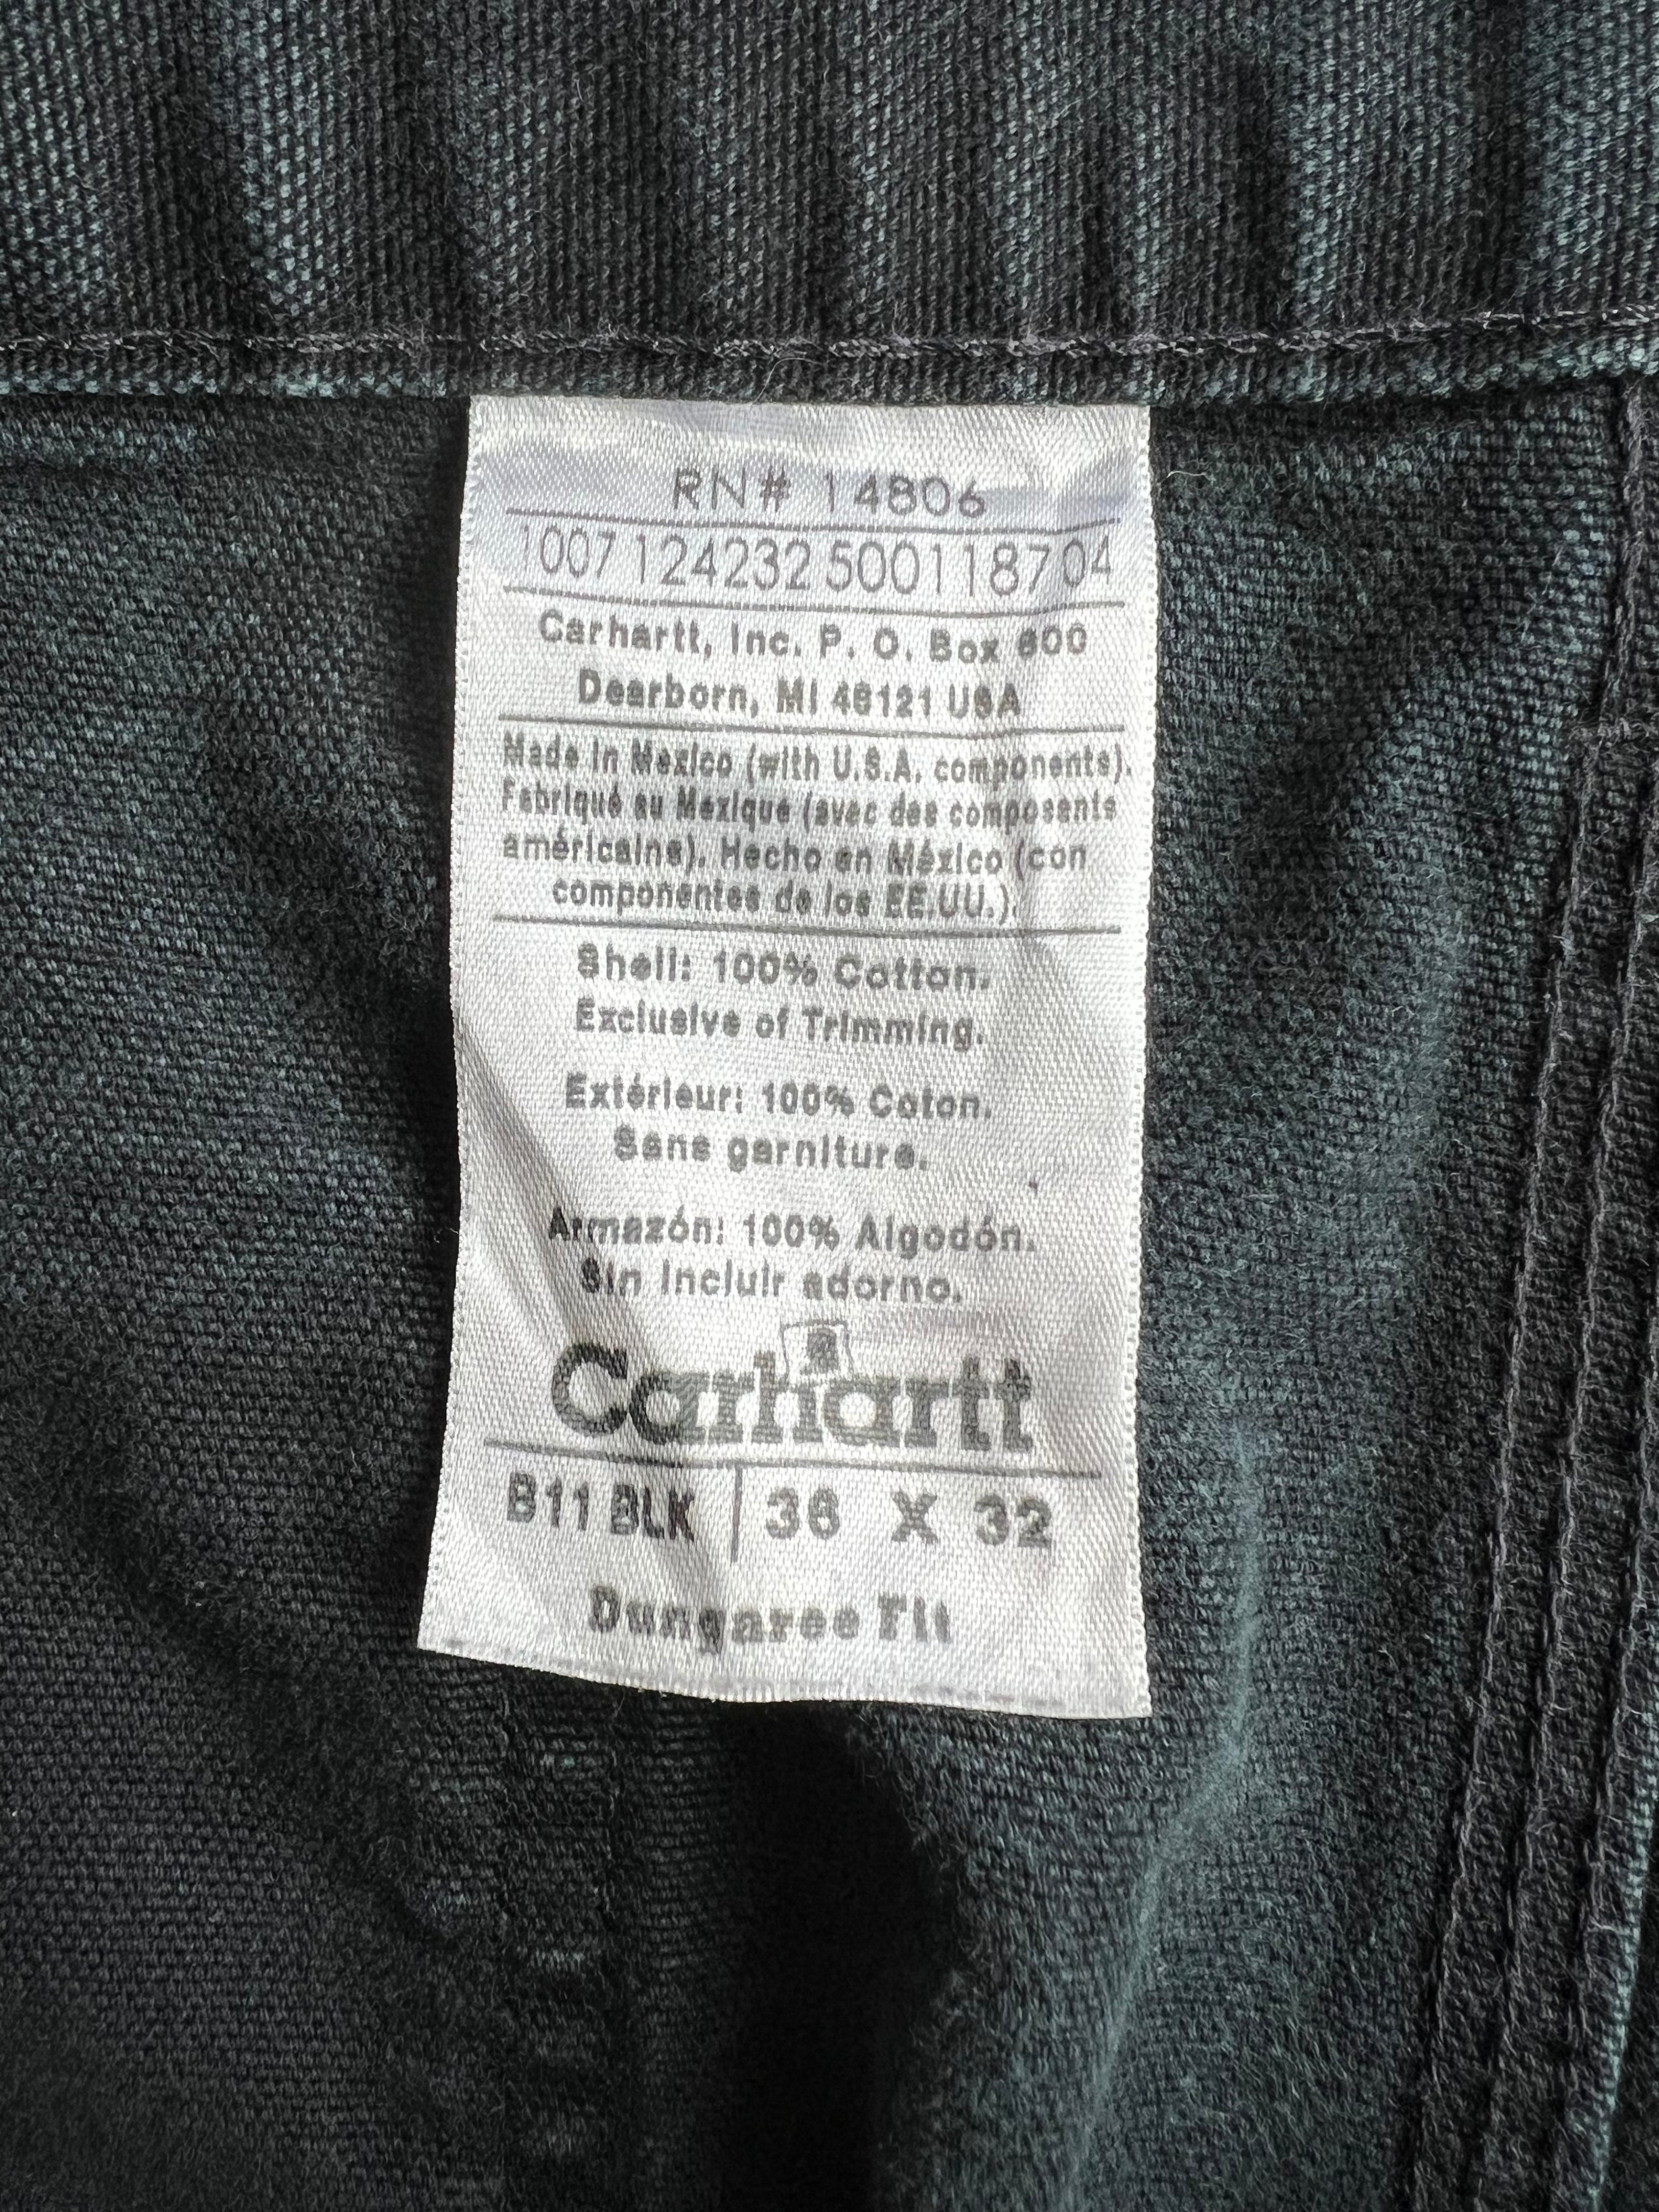 RN# 14806
1007 124232 5001 187 04
Carhartt, Inc. P. O. Box 600
Dearborn, MI 48121 USA
Made in Mexico (with U.S.A. components).
Fabriqué au Mexique (avec des composents
américains). Hecho en México (con
componentes de los EE.UU.).
Shell: 100% Cotton.
Exclusive of Trimming.
Extérieur: 100% Coton.
Sans garniture.
Armazón: 100% Algodón.
Sin incluir adorno.
Carhartt
B11 BLK | 36 X 32
Dungaree Fit